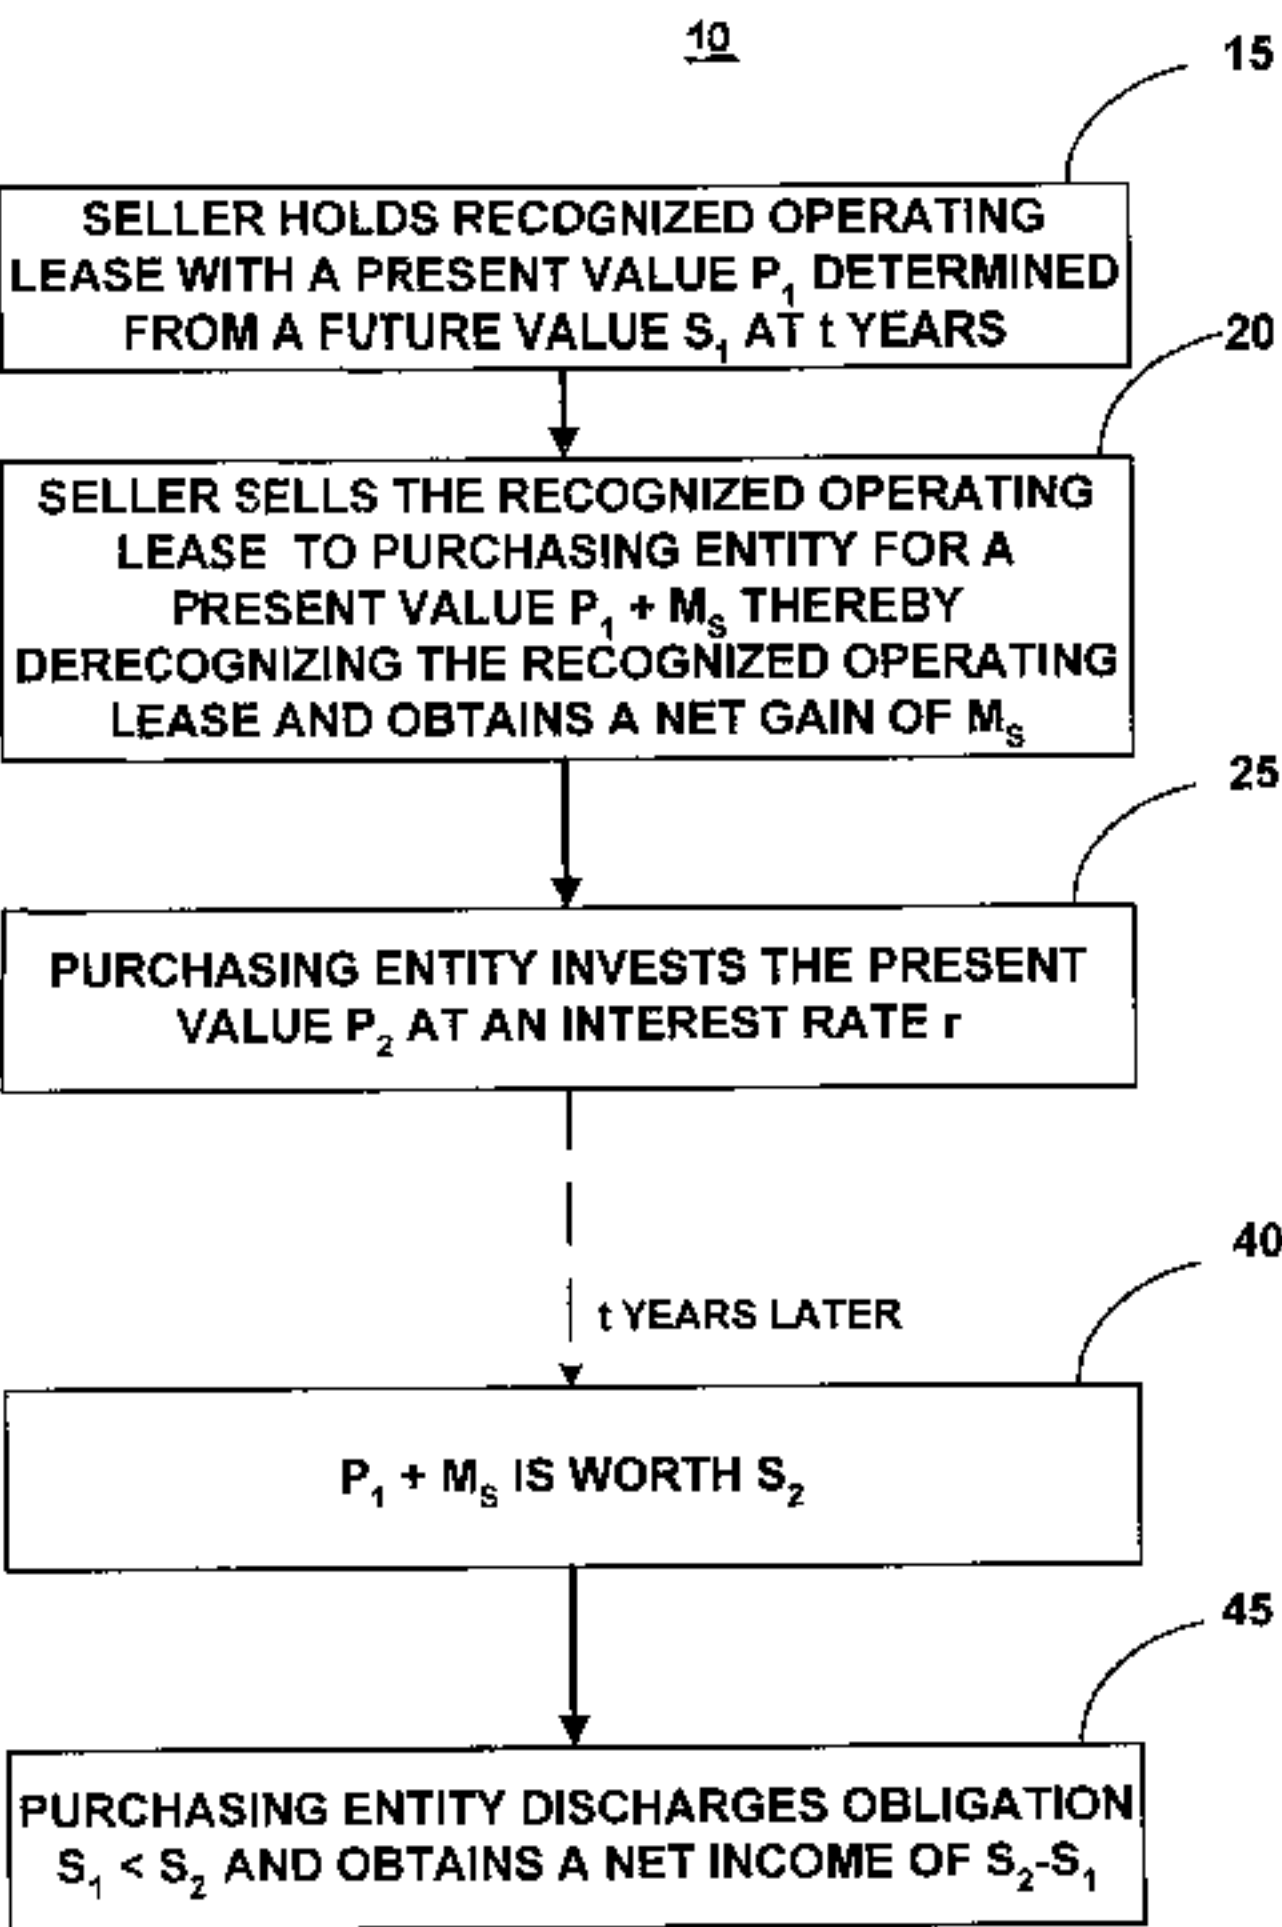 10
15
SELLER HOLDS RECOGNIZED OPERATING
LEASE WITH A PRESENT VALUE P₁ DETERMINED
FROM A FUTURE VALUE S₁ AT t YEARS
20
SELLER SELLS THE RECOGNIZED OPERATING
LEASE TO PURCHASING ENTITY FOR A
PRESENT VALUE P₁ + Mₛ THEREBY
DERECOGNIZING THE RECOGNIZED OPERATING
LEASE AND OBTAINS A NET GAIN OF Mₛ
25
PURCHASING ENTITY INVESTS THE PRESENT
VALUE P₂ AT AN INTEREST RATE r
t YEARS LATER
40
P₁ + Mₛ IS WORTH S₂
45
PURCHASING ENTITY DISCHARGES OBLIGATION
S₁ < S₂ AND OBTAINS A NET INCOME OF S₂-S₁